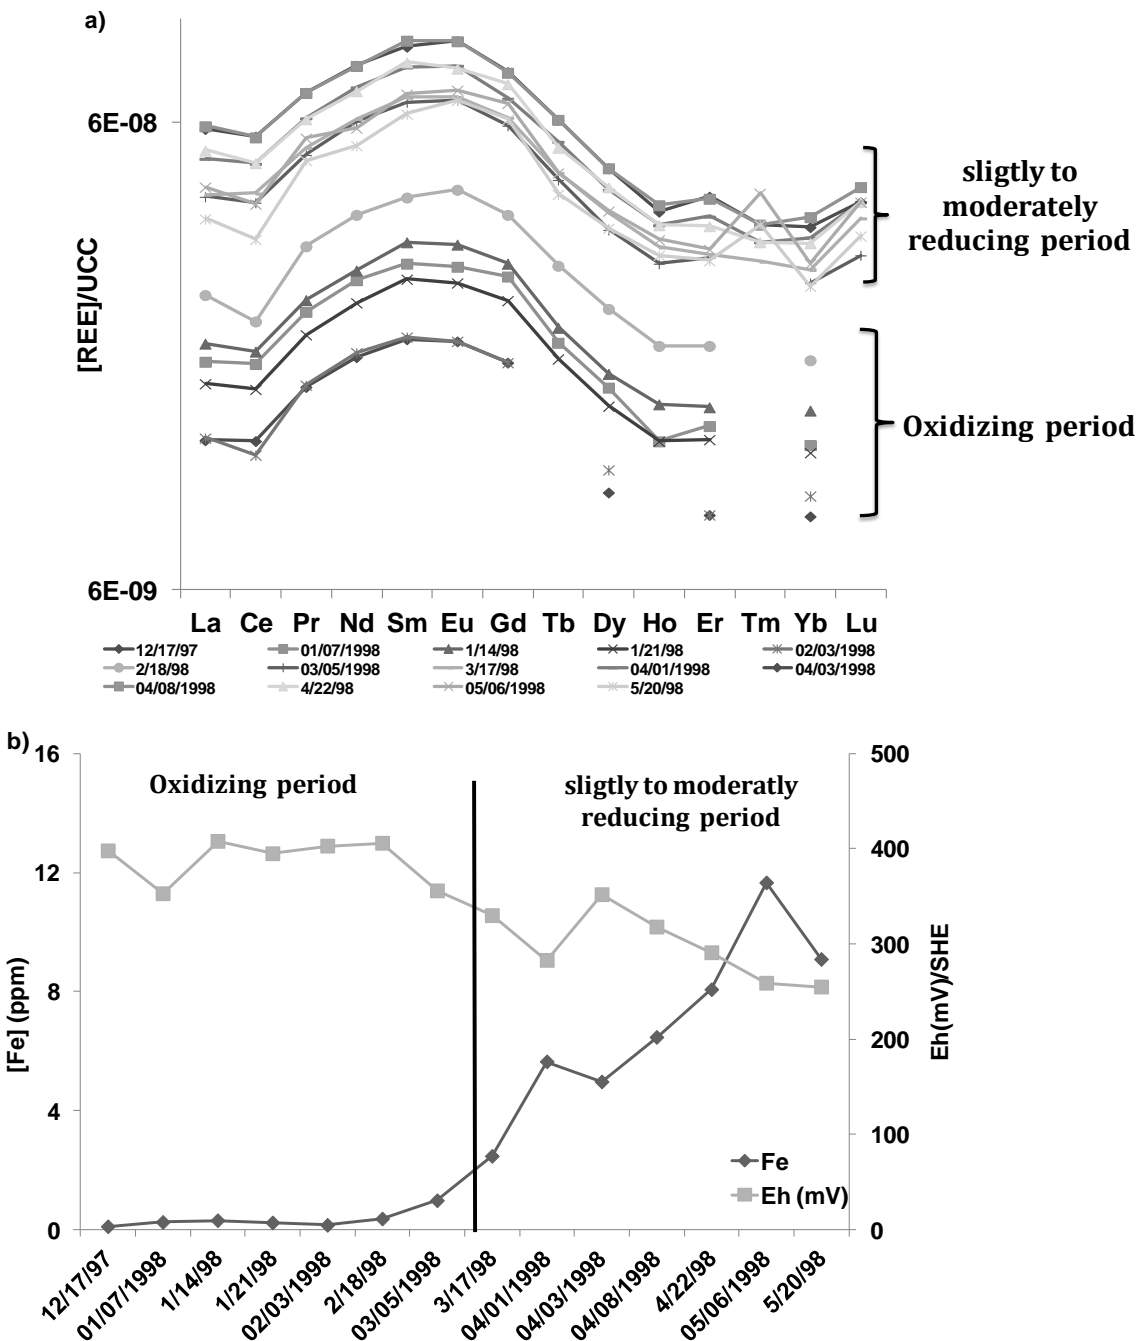 a)
6E-08
6E-09
[REE]/UCC
sligtly to
moderately
reducing period
Oxidizing period
La Ce Pr Nd Sm Eu Gd Tb Dy Ho Er Tm Yb Lu
12/17/97 01/07/1998 1/14/98 1/21/98 02/03/1998
2/18/98 03/05/1998 3/17/98 04/01/1998 04/03/1998
04/08/1998 4/22/98 05/06/1998 5/20/98
b)
16
12
8
4
0
[Fe] (ppm)
Oxidizing period
sligtly to moderatly
reducing period
500
400
300
200
100
0
Eh(mV)/SHE
Fe
Eh (mV)
12/17/97
01/07/1998
1/14/98
1/21/98
02/03/1998
2/18/98
03/05/1998
3/17/98
04/01/1998
04/03/1998
04/08/1998
4/22/98
05/06/1998
5/20/98